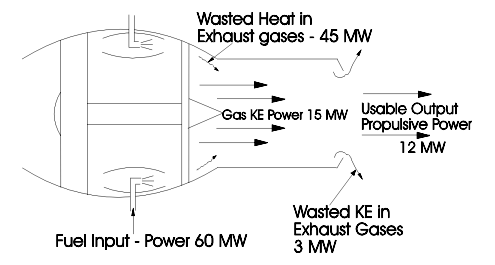 Wasted Heat in
Exhaust gases - 45 MW
Gas KE Power 15 MW
Usable Output
Propulsive Power
12 MW
Wasted KE in
Exhaust Gases
3 MW
Fuel Input - Power 60 MW